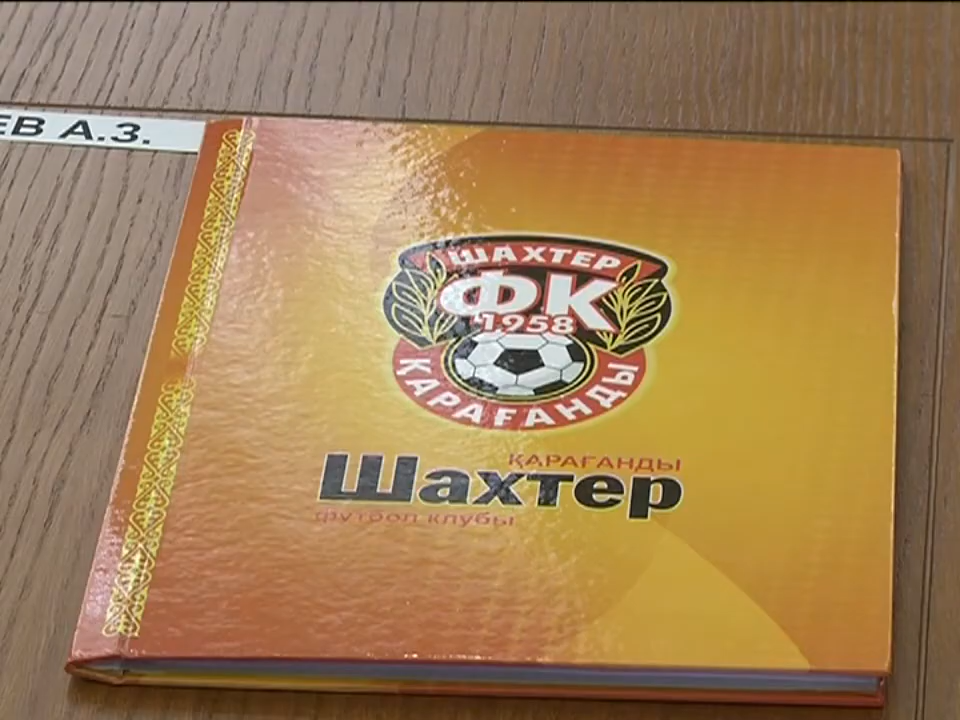 ЕВ А.З.
ШАХТЕР
ФК
1958
ҚАРАҒАНДЫ
ҚАРАҒАНДЫ
Шахтер
футбол клубы